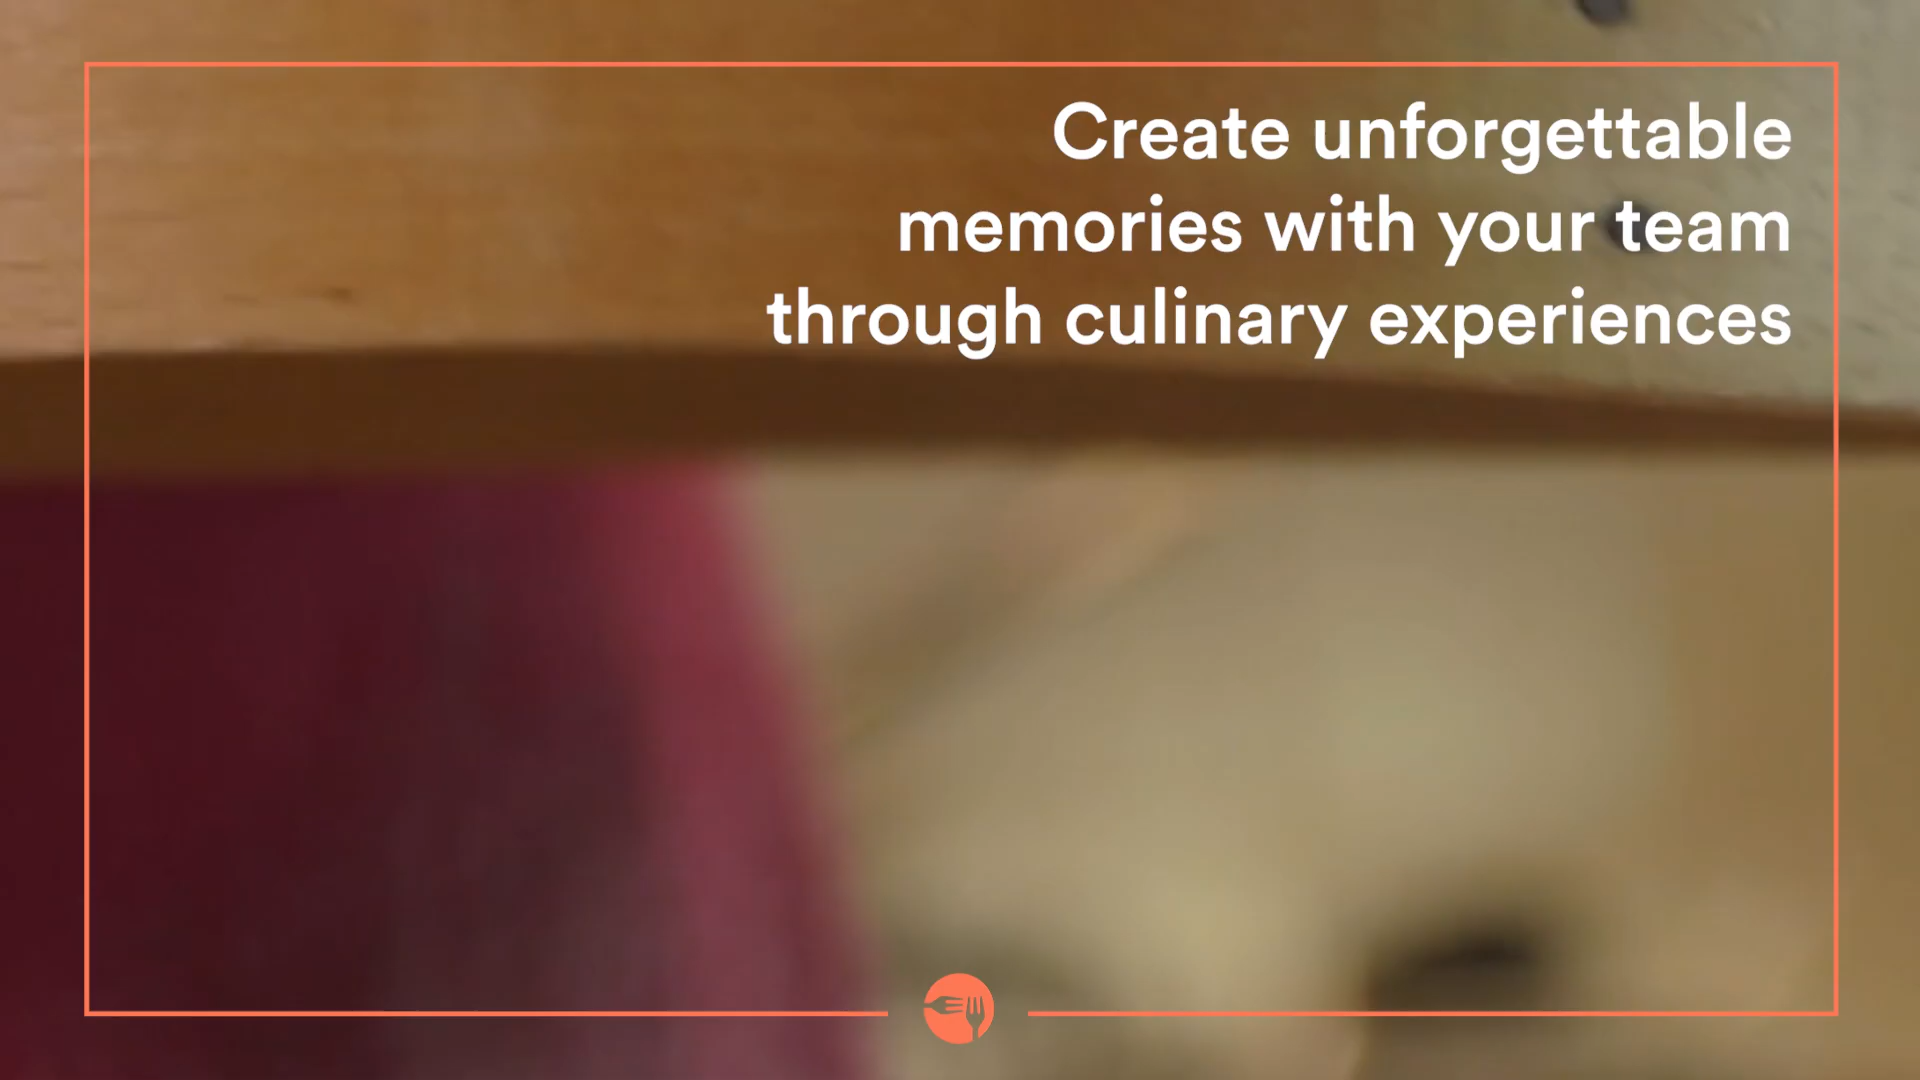 Create unforgettable
memories with your team
through culinary experiences